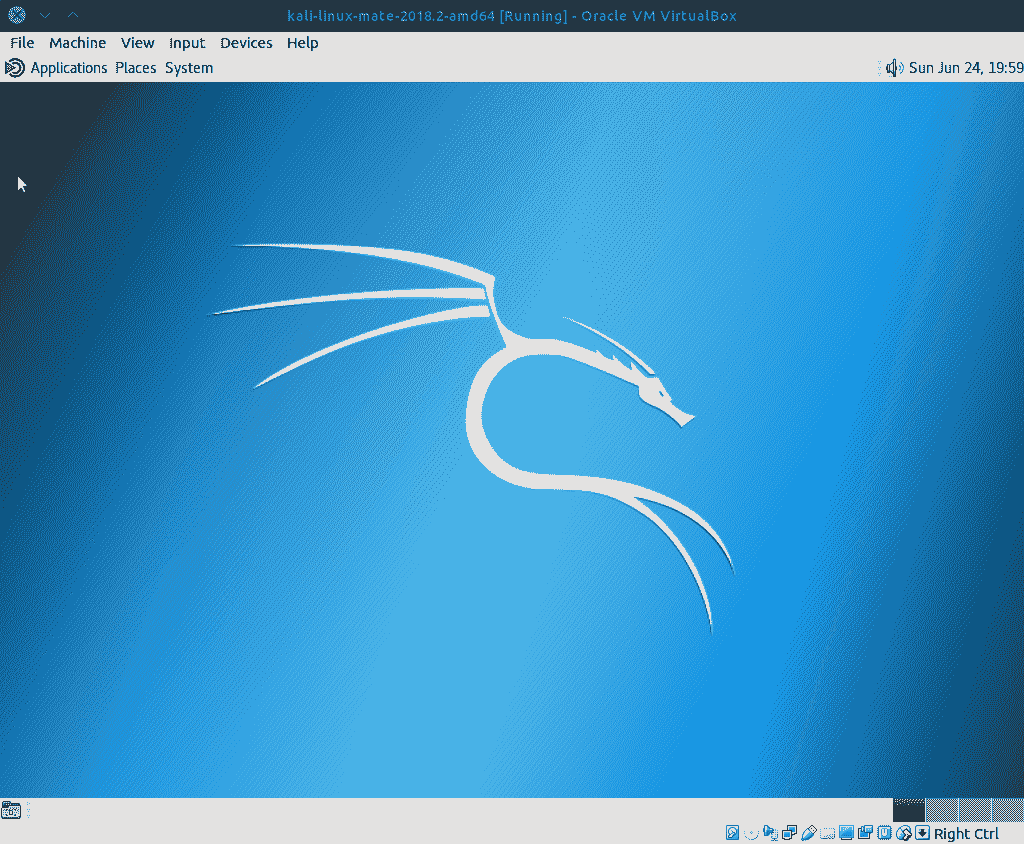 kali-linux-mate-2018.2-amd64 [Running] - Oracle VM VirtualBox
File Machine View Input Devices Help
Applications Places System Sun Jun 24, 19:59
Right Ctrl